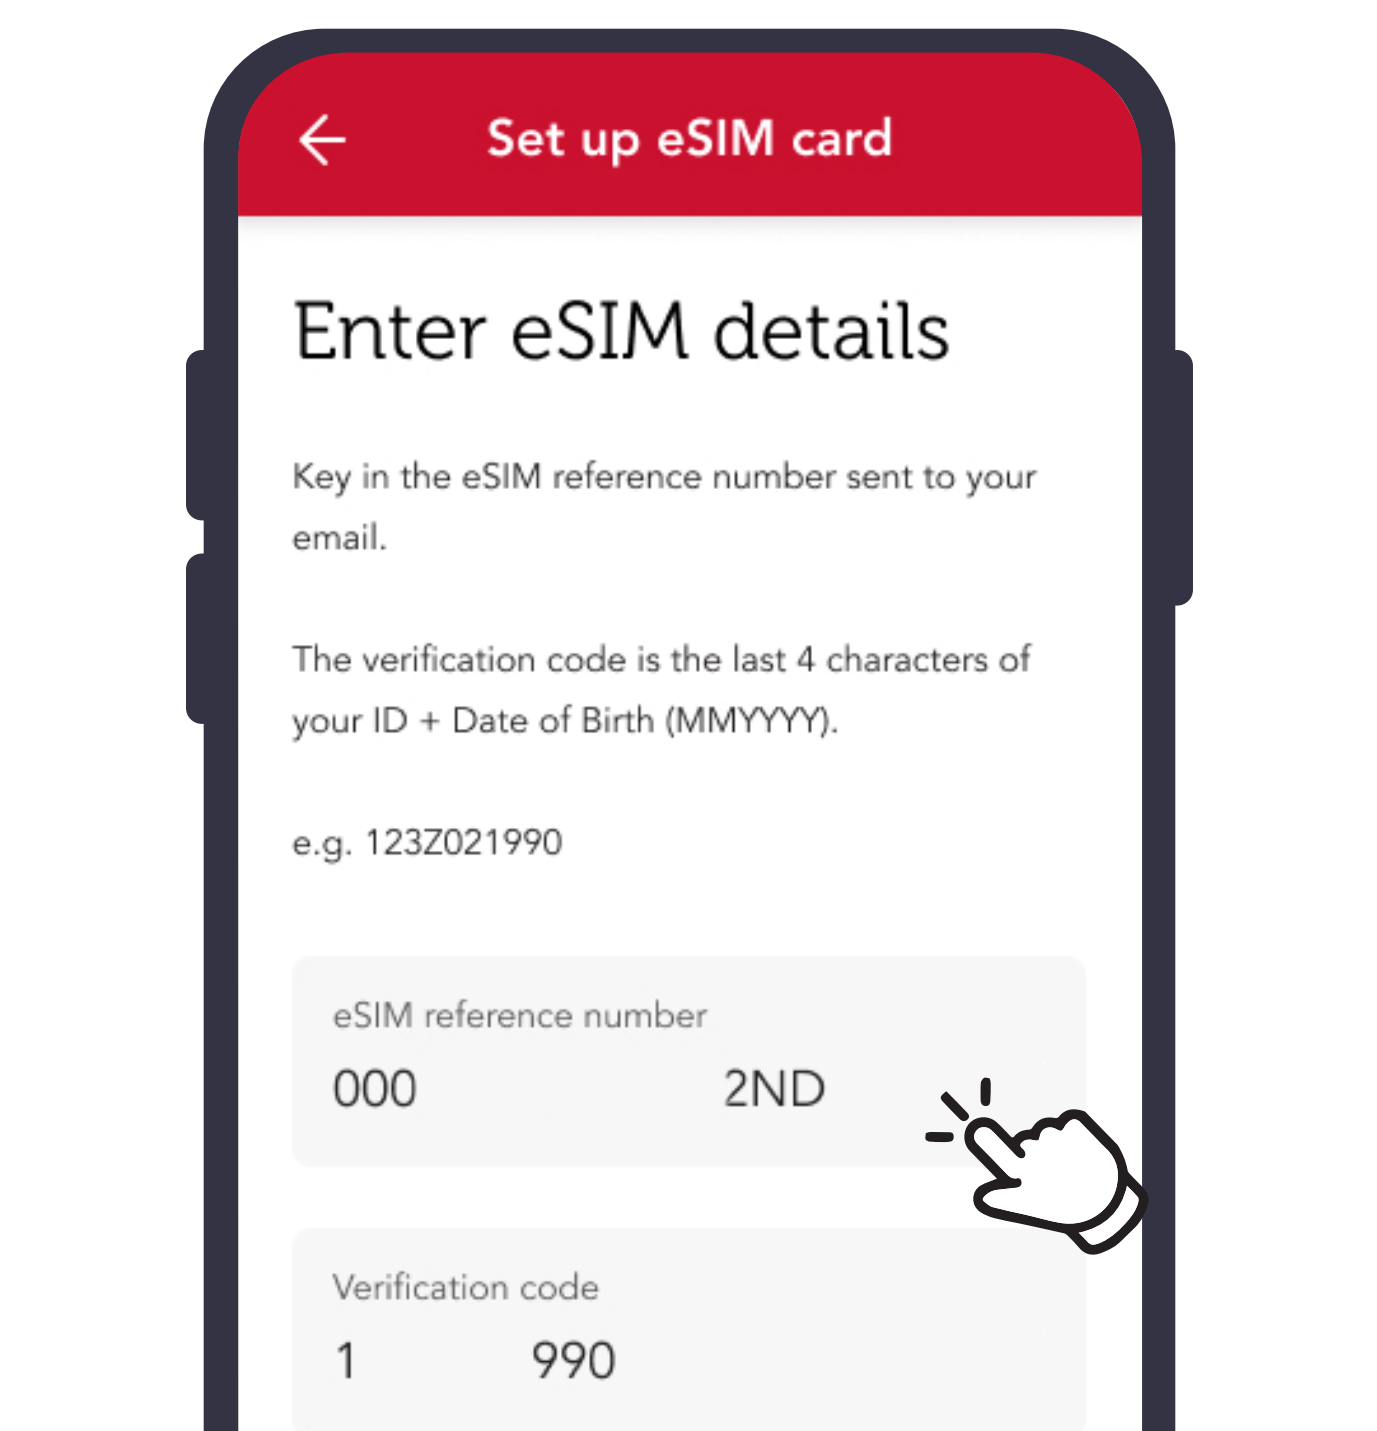 Set up eSIM card
Enter eSIM details
Key in the eSIM reference number sent to your
email.
The verification code is the last 4 characters of
your ID + Date of Birth (MMYYYY).
e.g. 123Z021990
eSIM reference number
000 2ND
Verification code
1 990